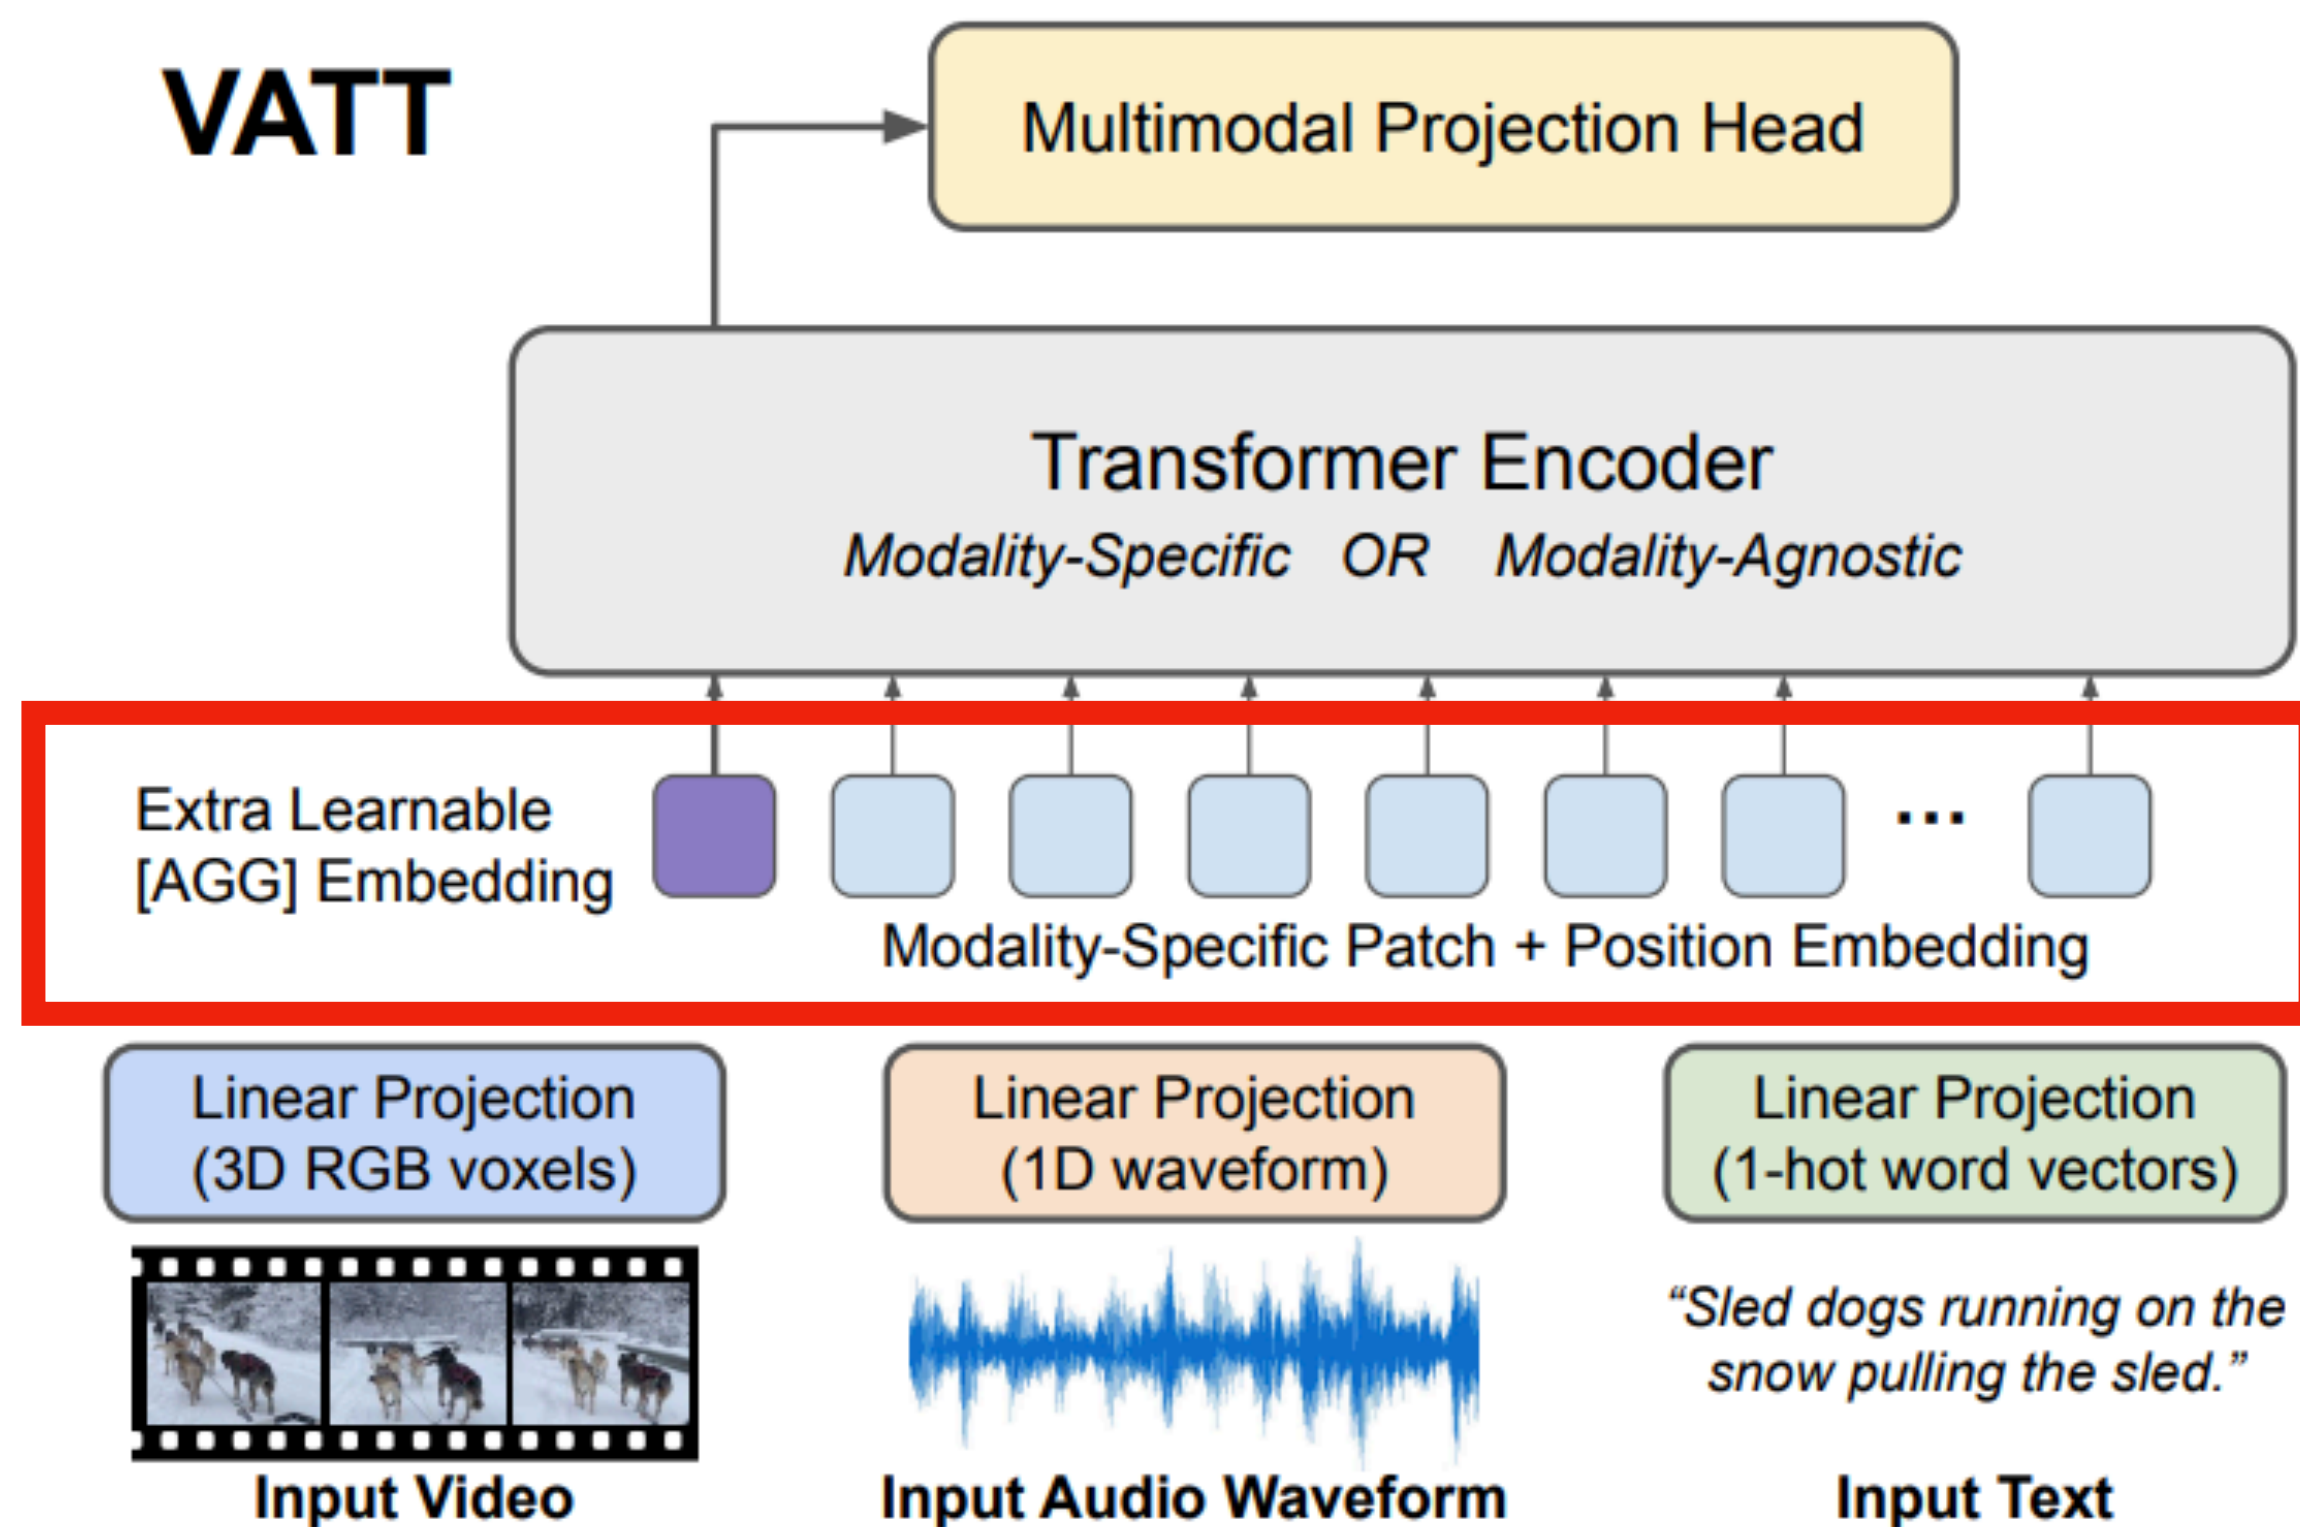 VATT
Multimodal Projection Head
Transformer Encoder
Modality-Specific OR Modality-Agnostic
Extra Learnable
[AGG] Embedding
...
Modality-Specific Patch + Position Embedding
Linear Projection
(3D RGB voxels)
Linear Projection
(1D waveform)
Linear Projection
(1-hot word vectors)
“Sled dogs running on the
snow pulling the sled.”
Input Video
Input Audio Waveform
Input Text